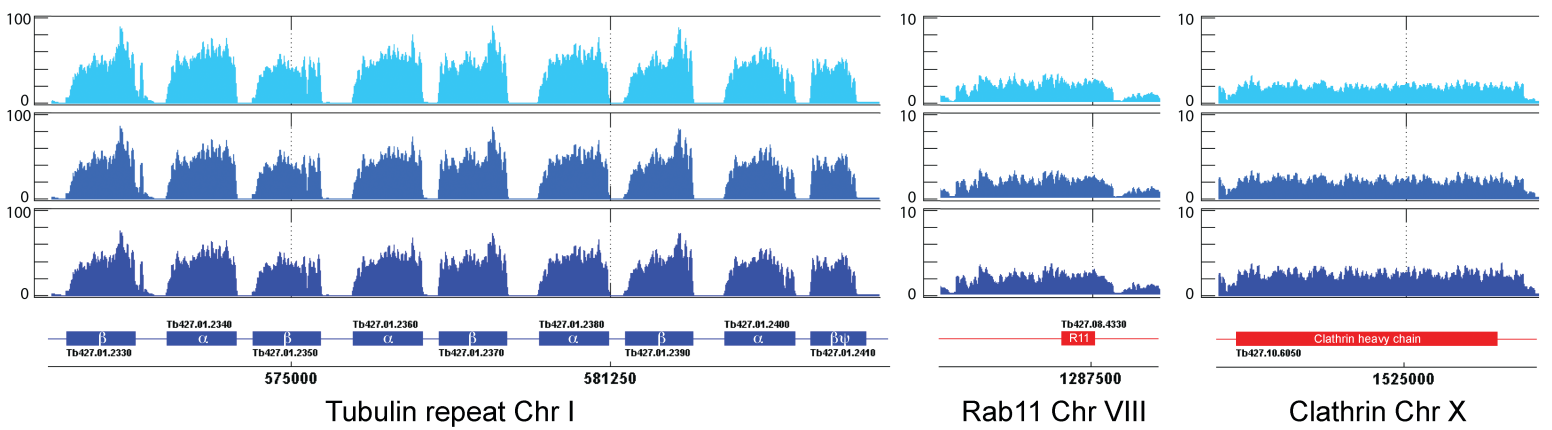 100
0
100
0
100
0
10
0
10
0
10
0
10
0
10
0
10
0
Tb427.01.2340 Tb427.01.2360 Tb427.01.2380 Tb427.01.2400
β α β α β α β α βψ
Tb427.01.2330 Tb427.01.2350 Tb427.01.2370 Tb427.01.2390 Tb427.01.2410
575000 581250
Tubulin repeat Chr I
Tb427.08.4330
R11
1287500
Rab11 Chr VIII
Clathrin heavy chain
Tb427.10.6050
1525000
Clathrin Chr X